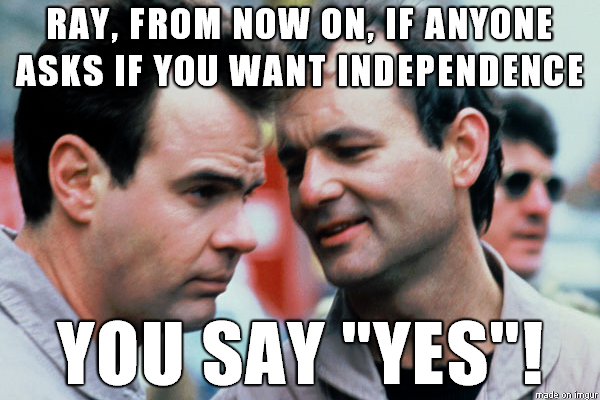 RAY, FROM NOW ON, IF ANYONE
ASKS IF YOU WANT INDEPENDENCE
YOU SAY "YES"!
made on imgur